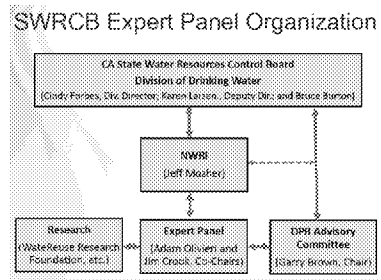 SWRCB Expert Panel Organization
CA State Water Resources Control Board
Division of Drinking Water
(Cindy Forbes, Div. Director; Karen Larsen, Deputy Dir.; and Bruce Burton)
NWRI
(Jeff Mosher)
Research
(WateReuse Research
Foundation, etc.)
Expert Panel
(Adam Olivieri and
Jim Crook, Co-Chairs)
DPR Advisory
Committee
(Garry Brown, Chair)